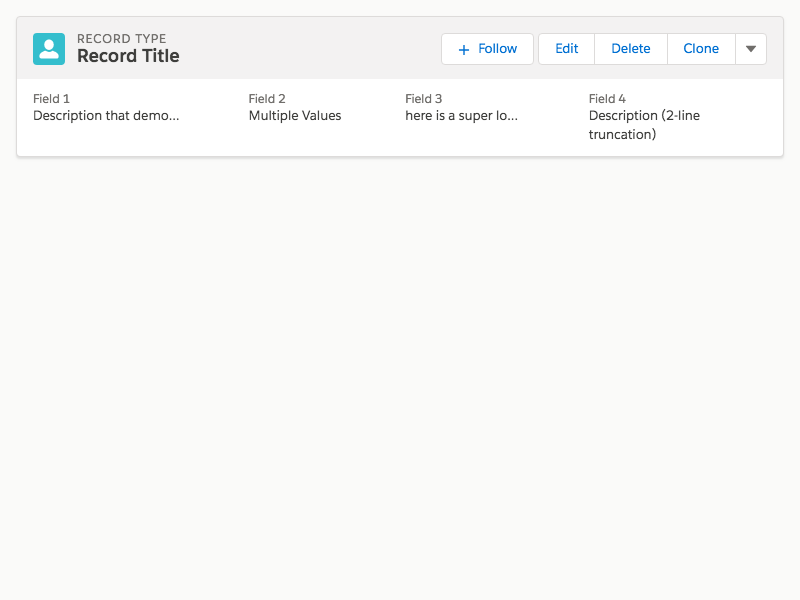 RECORD TYPE
Record Title
Follow
Edit
Delete
Clone
Field 1
Description that demo...
Field 2
Multiple Values
Field 3
here is a super lo...
Field 4
Description (2-line
truncation)